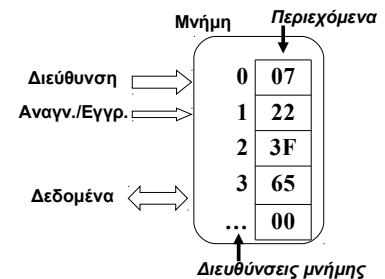 Περιεχόμενα
Μνήμη
Διεύθυνση
0 07
Αναγν./Εγγρ.
1 22
2 3F
Δεδομένα
3 65
... 00
Διευθύνσεις μνήμης